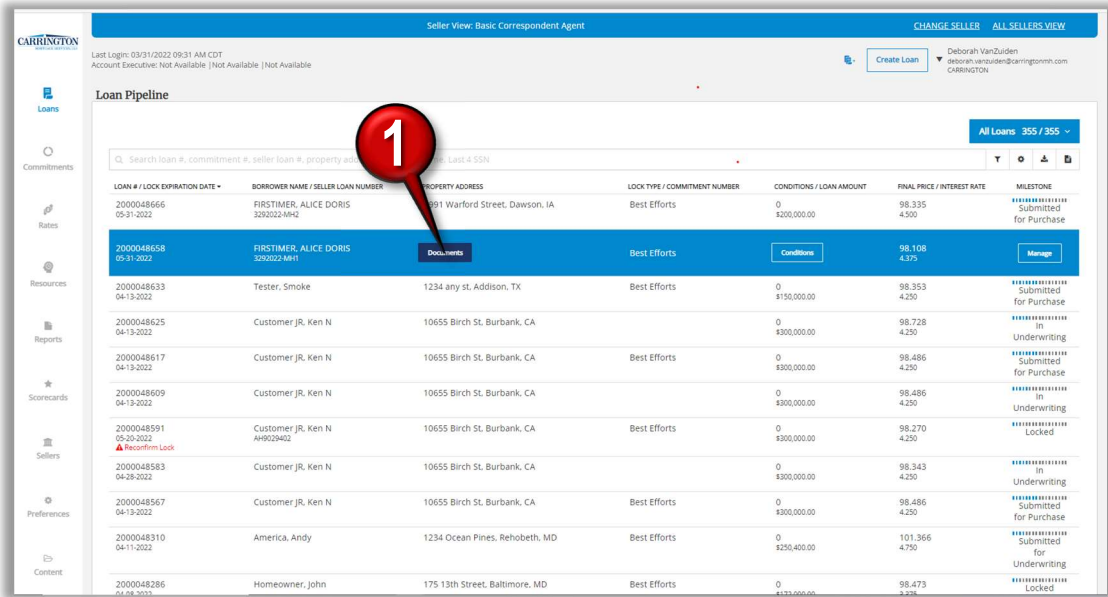 Seller View: Basic Correspondent Agent
CHANGE SELLER ALL SELLERS VIEW
CARRINGTON
Last Login: 03/31/2022 09:31 AM CDT
Account Executive: Not Available |Not Available |Not Available
Create Loan
Deborah VanZuiden
deborah.vanzuiden@carringtonmh.com
CARRINGTON
Loans
Commitments
Rates
Resources
Reports
Scorecards
Sellers
Preferences
Content
Loan Pipeline
All Loans 355 / 355
1
Search loan #, commitment #, seller loan #, property Last 4 SSN
LOAN # / LOCK EXPIRATION DATE BORROWER NAME / SELLER LOAN NUMBER PROPERTY ADDRESS LOCK TYPE / COMMITMENT NUMBER CONDITIONS / LOAN AMOUNT FINAL PRICE / INTEREST RATE MILESTONE
2000048666 FIRSTIMER, ALICE DORIS Warford Street, Dawson, IA Best Efforts 0 98.335 Submitted
05-31-2022 3292022-MH2 $200,000.00 4.500 for Purchase
2000048658 FIRSTIMER, ALICE DORIS Documents Best Efforts Conditions 98.108 Manage
05-31-2022 3292022-MH1 4.375
2000048633 Tester, Smoke 1234 any st, Addison, TX Best Efforts 0 98.353 Submitted
04-13-2022 $150,000.00 4.250 for Purchase
2000048625 Customer JR, Ken N 10655 Birch St, Burbank, CA 0 98.728 In
04-13-2022 $300,000.00 4.250 Underwriting
2000048617 Customer JR, Ken N 10655 Birch St, Burbank, CA Best Efforts 0 98.486 Submitted
04-13-2022 $300,000.00 4.250 for Purchase
2000048609 Customer JR, Ken N 10655 Birch St, Burbank, CA 0 98.486 In
04-13-2022 $300,000.00 4.250 Underwriting
2000048591 Customer JR, Ken N 10655 Birch St, Burbank, CA Best Efforts 0 98.270 Locked
05-20-2022 AH9029402 $300,000.00 4.250
Reconfirm Lock
2000048583 Customer JR, Ken N 10655 Birch St, Burbank, CA 0 98.343 In
04-28-2022 $300,000.00 4.250 Underwriting
2000048567 Customer JR, Ken N 10655 Birch St, Burbank, CA Best Efforts 0 98.486 Submitted
04-13-2022 $300,000.00 4.250 for Purchase
2000048310 America, Andy 1234 Ocean Pines, Rehobeth, MD Best Efforts 0 101.366 Submitted
04-11-2022 $250,400.00 4.750 for
Underwriting
2000048286 Homeowner, John 175 13th Street, Baltimore, MD Best Efforts 0 98.473 Locked